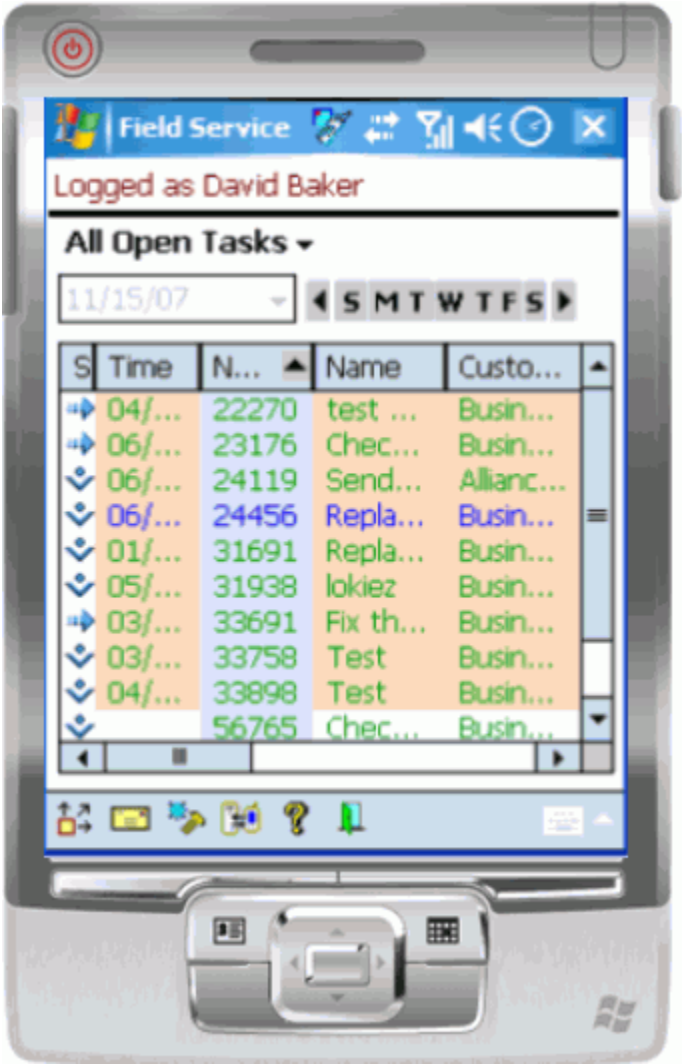 Field Service
Logged as David Baker
All Open Tasks
11/15/07 S M T W T F S
S Time N... Name Custo...
04/... 22270 test ... Busin...
06/... 23176 Chec... Busin...
06/... 24119 Send... Allianc...
06/... 24456 Repla... Busin...
01/... 31691 Repla... Busin...
05/... 31938 lokiez Busin...
03/... 33691 Fix th... Busin...
03/... 33758 Test Busin...
04/... 33898 Test Busin...
56765 Chec... Busin...